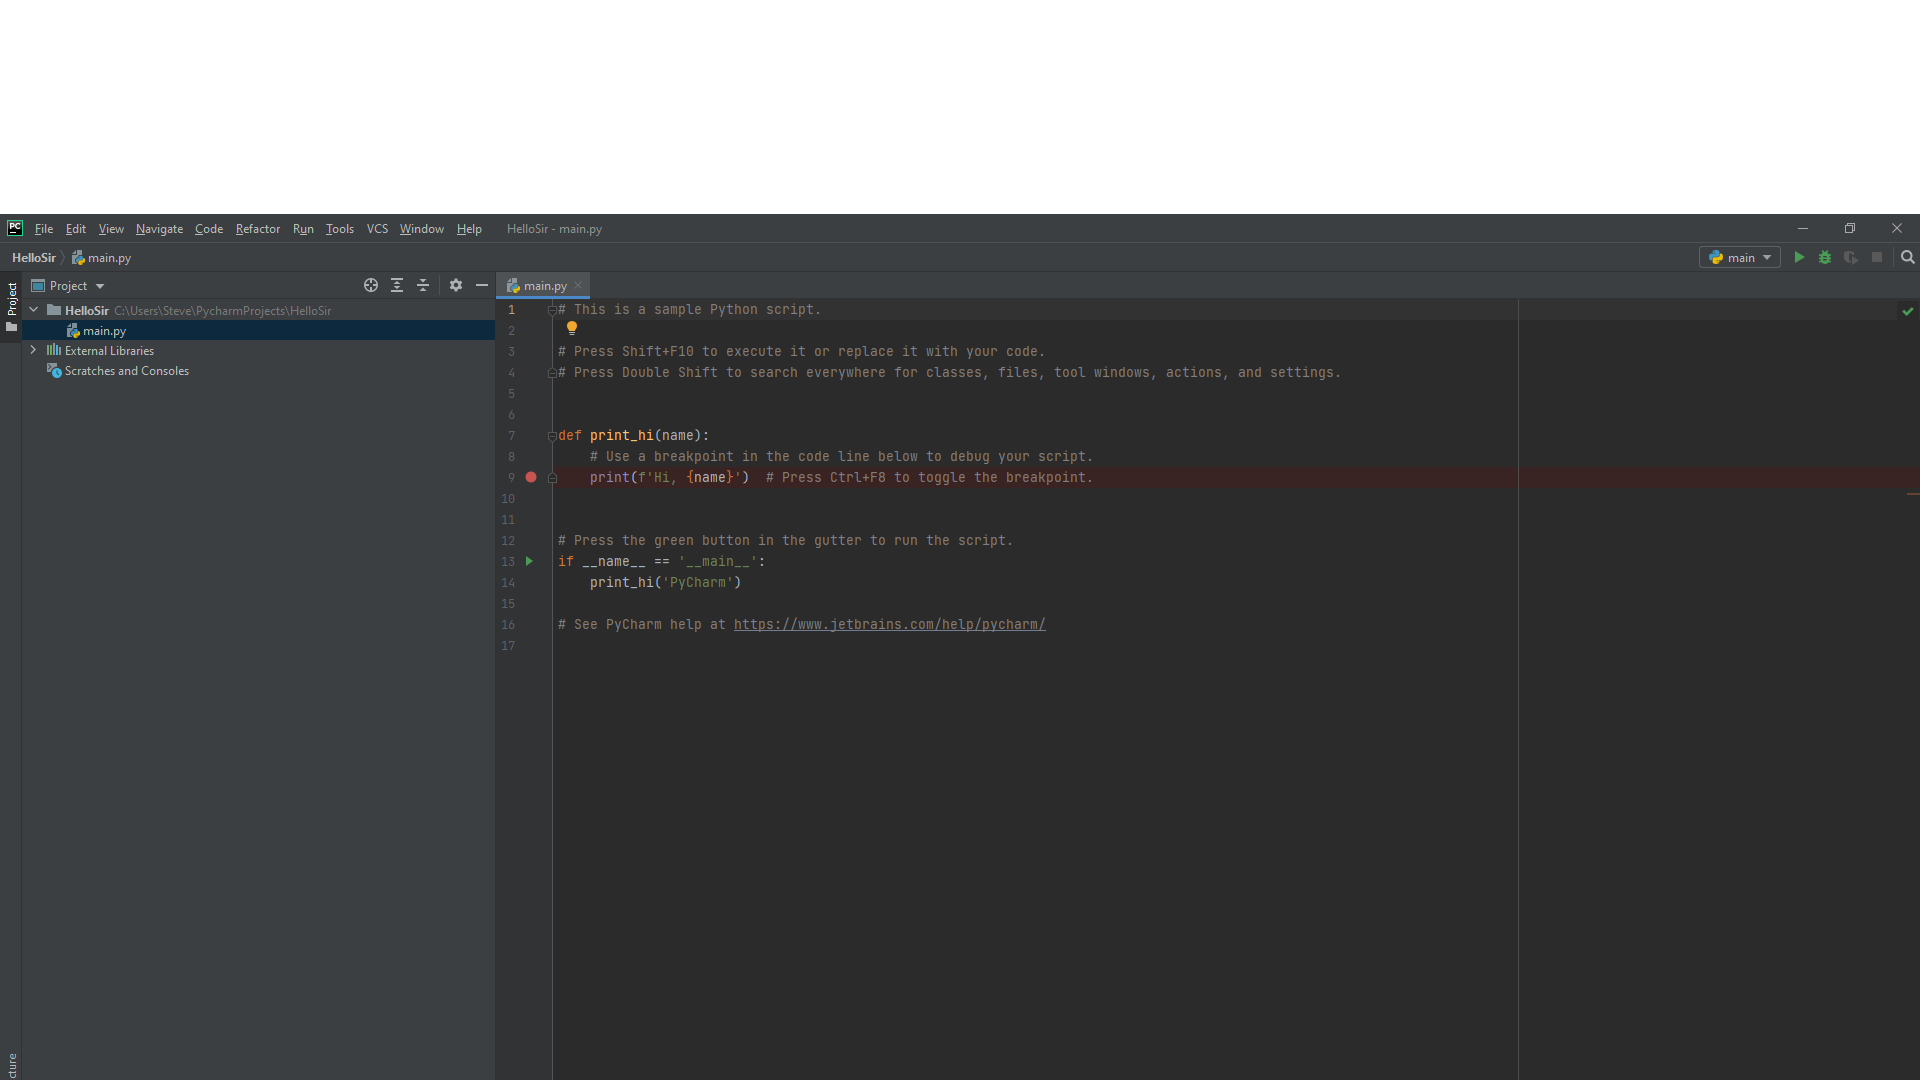 PC File Edit View Navigate Code Refactor Run Tools VCS Window Help HelloSir - main.py
HelloSir main.py main
Project Project main.py
HelloSir C:\Users\Steve\PycharmProjects\HelloSir
main.py
External Libraries
Scratches and Consoles
1 # This is a sample Python script.
2
3 # Press Shift+F10 to execute it or replace it with your code.
4 # Press Double Shift to search everywhere for classes, files, tool windows, actions, and settings.
5
6
7 def print_hi(name):
8     # Use a breakpoint in the code line below to debug your script.
9     print(f'Hi, {name}')  # Press Ctrl+F8 to toggle the breakpoint.
10
11
12 # Press the green button in the gutter to run the script.
13 if __name__ == '__main__':
14     print_hi('PyCharm')
15
16 # See PyCharm help at https://www.jetbrains.com/help/pycharm/
17